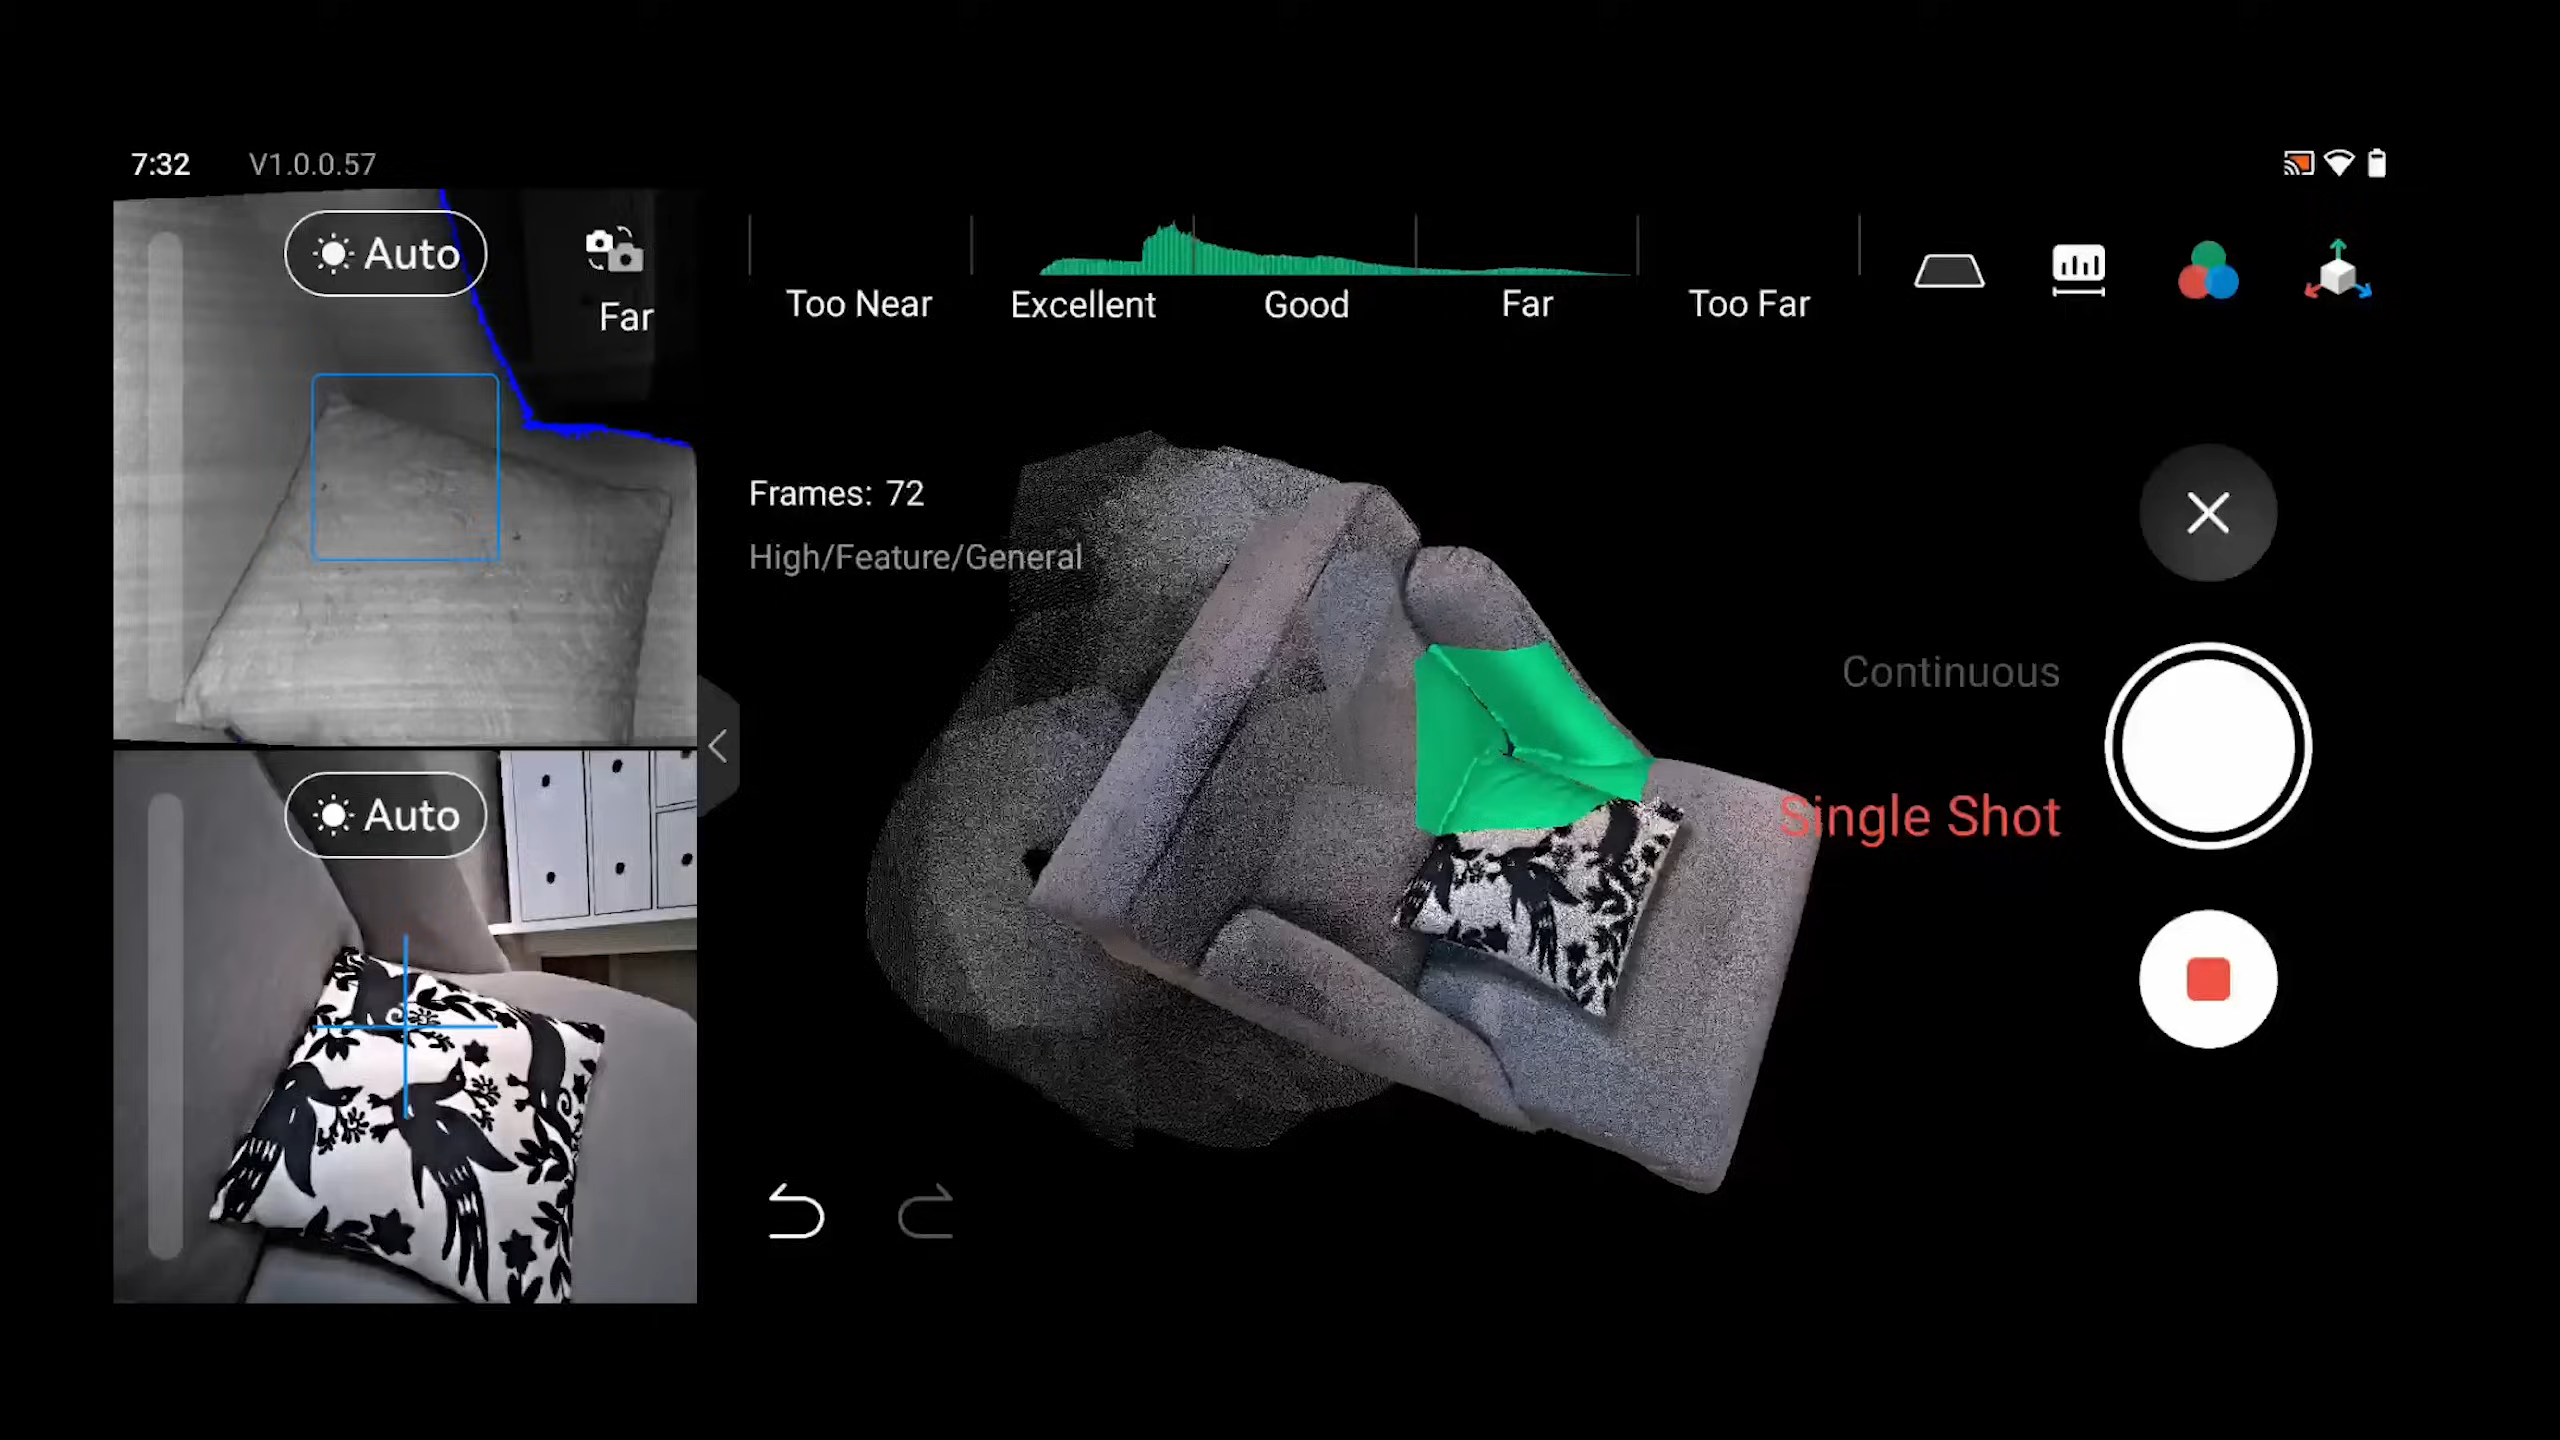 7:32 V1.0.0.57
Auto
Far
Too Near Excellent Good Far Too Far
Frames: 72
High/Feature/General
Continuous
Single Shot
Auto